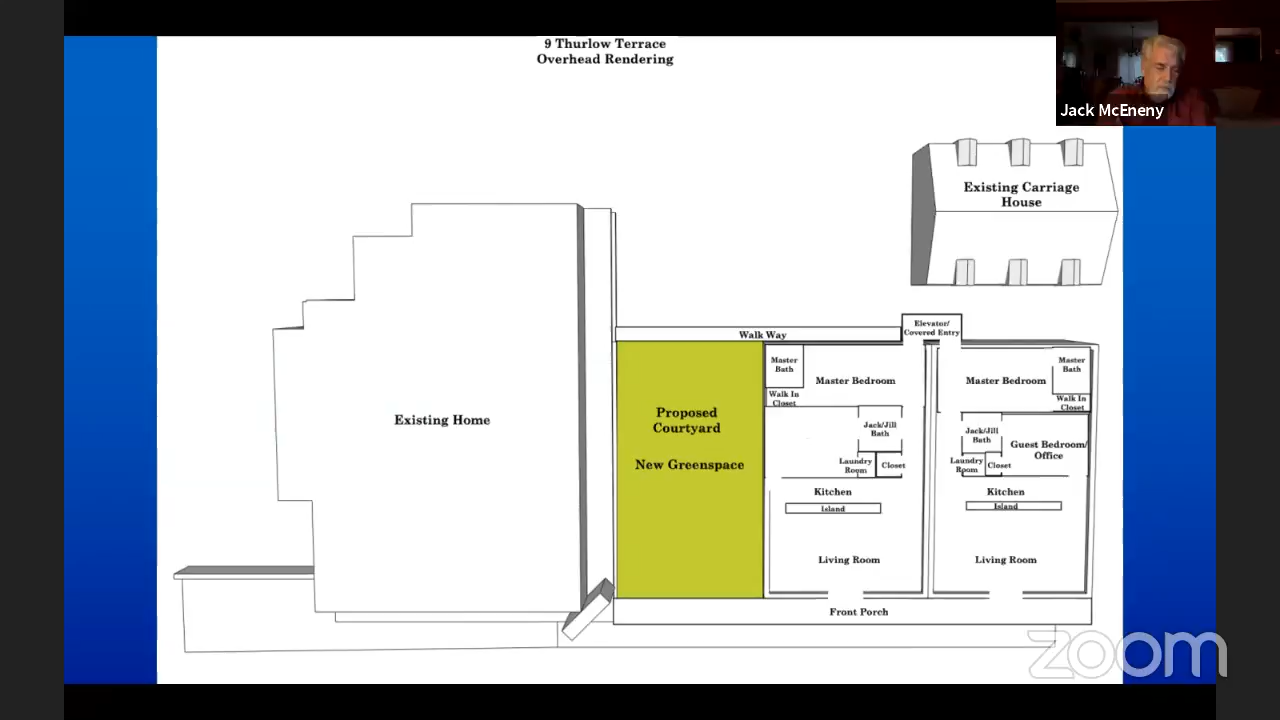 9 Thurlow Terrace
Overhead Rendering
Jack McEneny
Existing Carriage
House
Elevator/
Covered Entry
Walk Way
Master
Bath
Master Bedroom
Walk In
Closet
Master Bedroom
Master
Bath
Walk In
Closet
Existing Home
Proposed
Courtyard
New Greenspace
Jack/Jill
Bath
Laundry
Room
Closet
Jack/Jill
Bath
Guest Bedroom/
Office
Laundry
Room
Closet
Kitchen
Island
Kitchen
Island
Living Room
Living Room
Front Porch
zoom